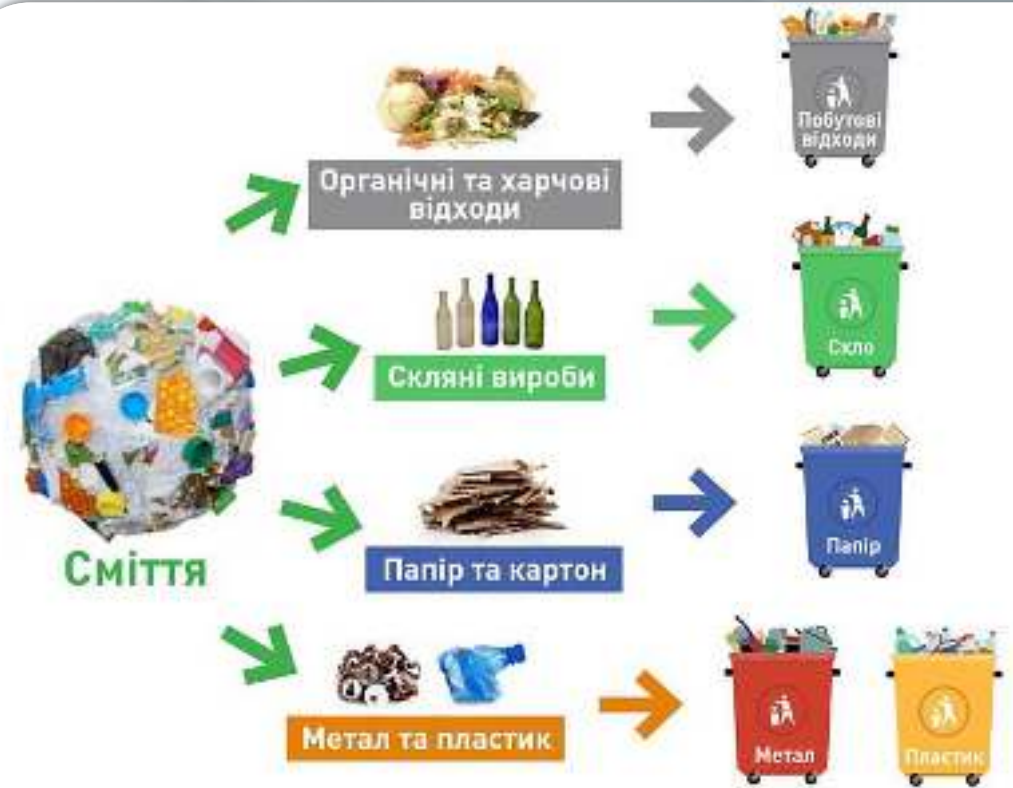 Сміття
Органічні та харчові
відходи
Побутові
відходи
Скляні вироби
Скло
Папір та картон
Папір
Метал та пластик
Метал
Пластик